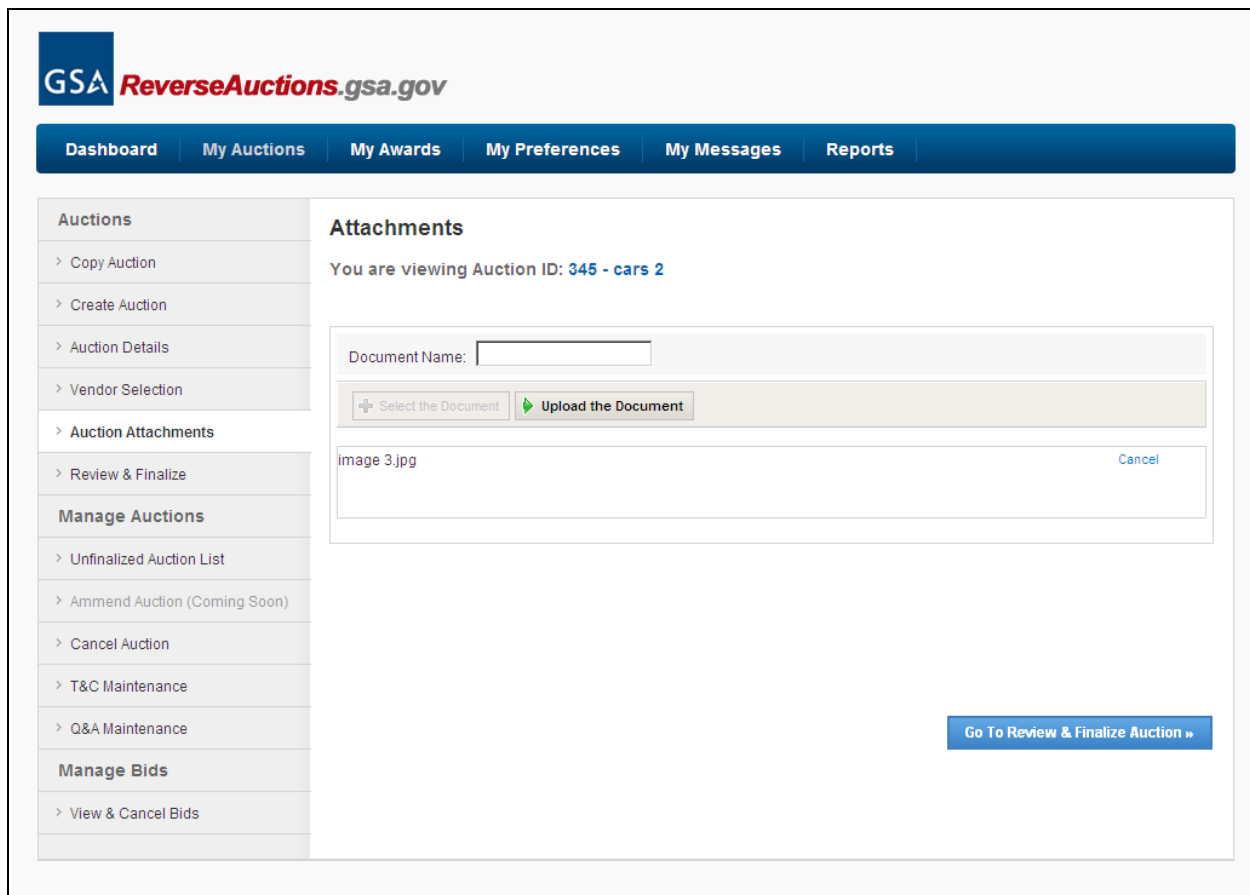 GSA ReverseAuctions.gsa.gov
Dashboard My Auctions My Awards My Preferences My Messages Reports
Auctions
> Copy Auction
> Create Auction
> Auction Details
> Vendor Selection
> Auction Attachments
> Review & Finalize
Manage Auctions
> Unfinalized Auction List
> Ammend Auction (Coming Soon)
> Cancel Auction
> T&C Maintenance
> Q&A Maintenance
Manage Bids
> View & Cancel Bids
Attachments
You are viewing Auction ID: 345 - cars 2
Document Name:
Select the Document Upload the Document
image 3.jpg Cancel
Go To Review & Finalize Auction »